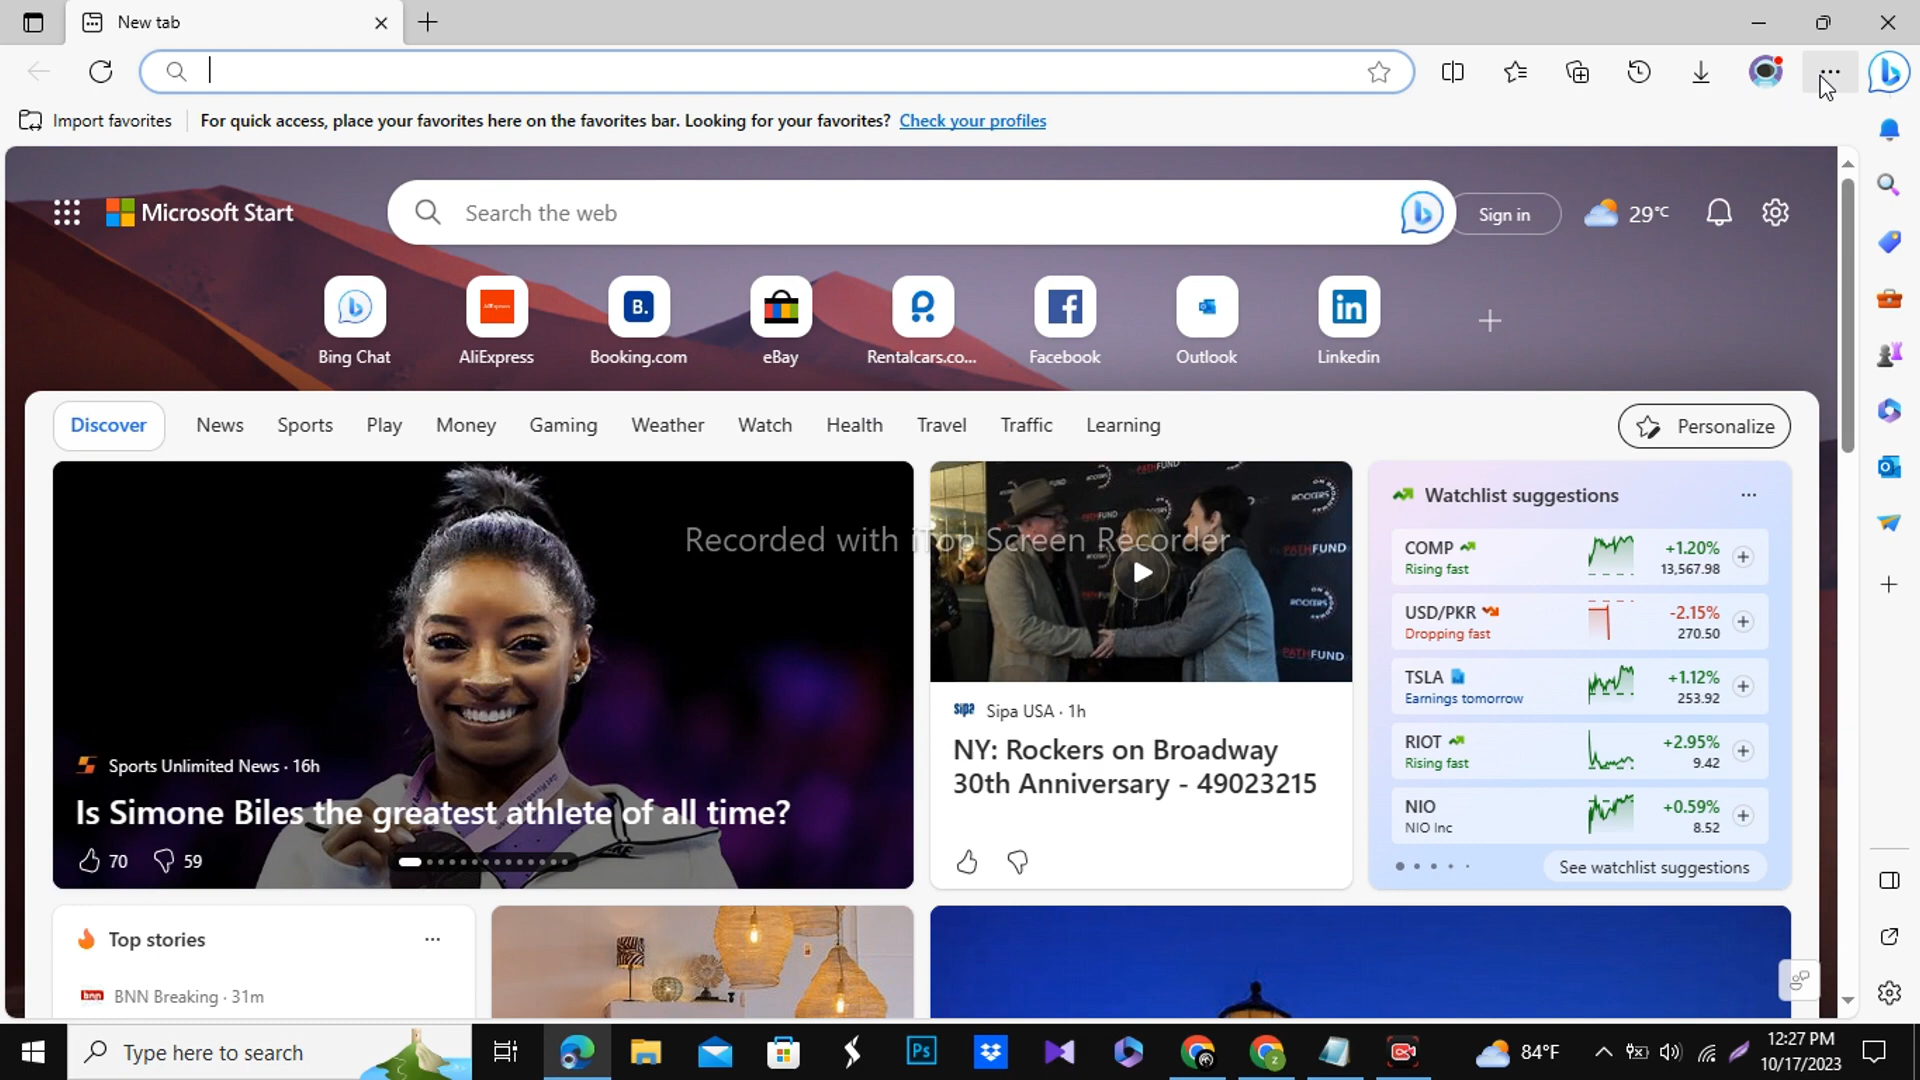 New tab
Import favorites
For quick access, place your favorites here on the favorites bar. Looking for your favorites? Check your profiles
Microsoft Start
Search the web
Sign in
29°C
Bing Chat
AliExpress
Booking.com
eBay
Rentalcars.co...
Facebook
Outlook
Linkedin
Discover
News
Sports
Play
Money
Gaming
Weather
Watch
Health
Travel
Traffic
Learning
Personalize
Sports Unlimited News · 16h
Is Simone Biles the greatest athlete of all time?
70
59
Recorded with iTop Screen Recorder
PATHFUND
PATHFUND
sipa
Sipa USA · 1h
NY: Rockers on Broadway
30th Anniversary - 49023215
Watchlist suggestions
COMP
Rising fast
+1.20%
13,567.98
USD/PKR
Dropping fast
-2.15%
270.50
TSLA
Earnings tomorrow
+1.12%
253.92
RIOT
Rising fast
+2.95%
9.42
NIO
NIO Inc
+0.59%
8.52
See watchlist suggestions
Top stories
bnn
BNN Breaking · 31m
Type here to search
Ps
84°F
12:27 PM
10/17/2023